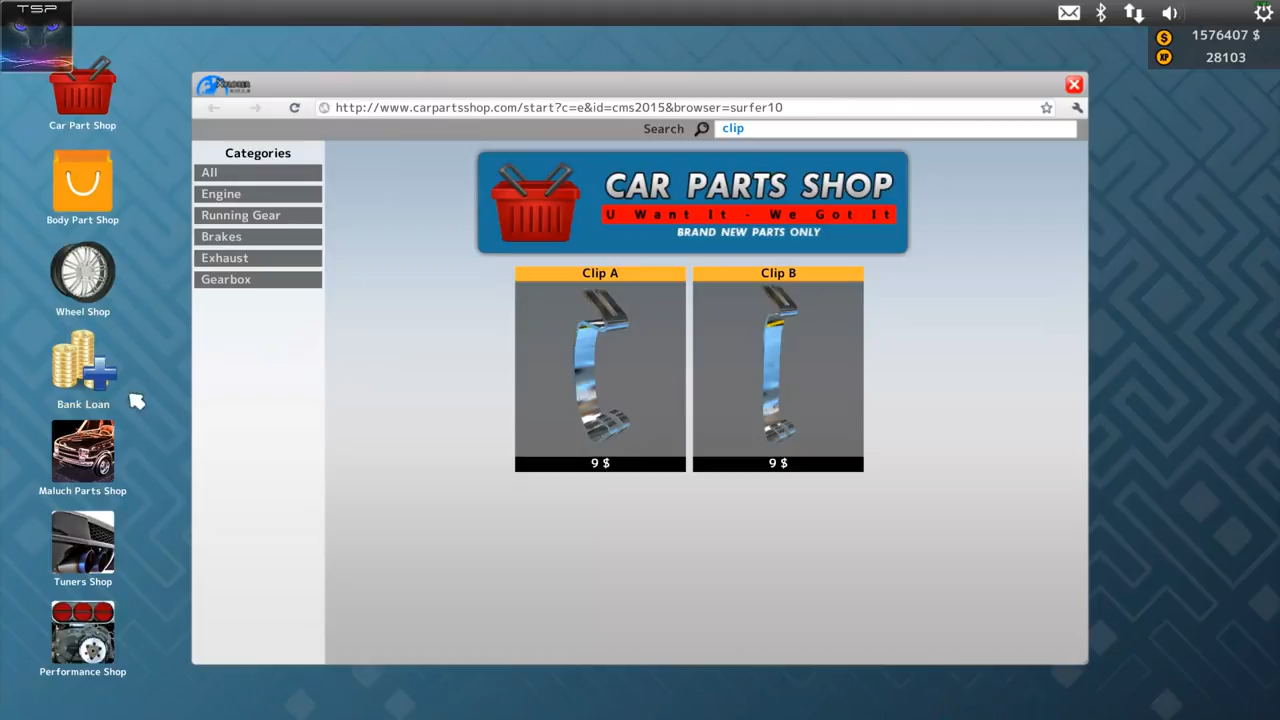 TSP
1576407 $
XP
28103
Car Part Shop
Body Part Shop
Wheel Shop
Bank Loan
Maluch Parts Shop
Tuners Shop
Performance Shop
http://www.carpartsshop.com/start?c=e&id=cms2015&browser=surfer10
Search clip
Categories
All
Engine
Running Gear
Brakes
Exhaust
Gearbox
CAR PARTS SHOP
U Want It - We Got It
BRAND NEW PARTS ONLY
Clip A
9 $
Clip B
9 $